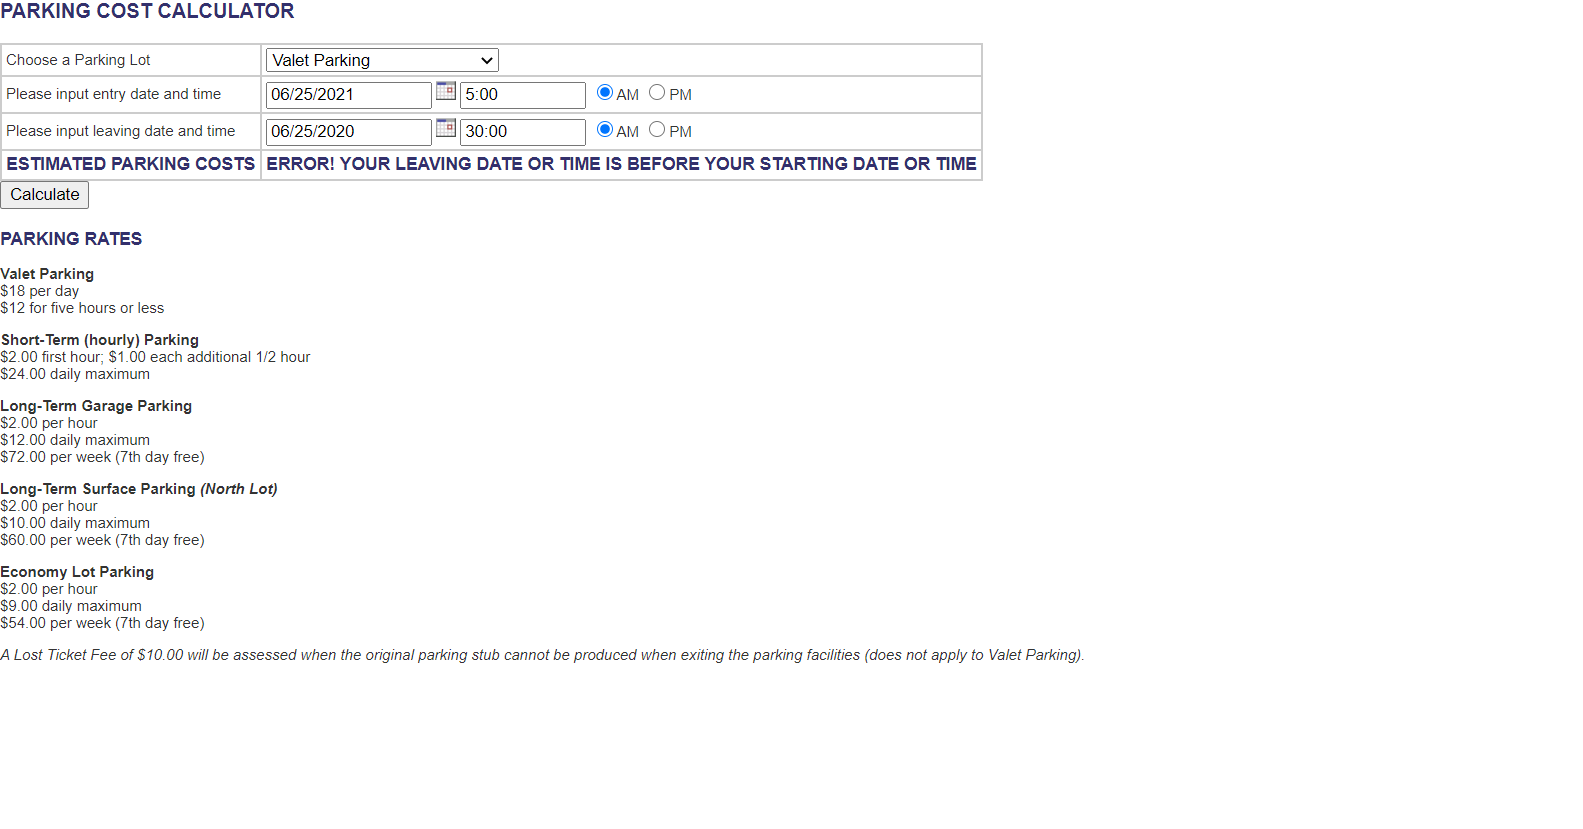 PARKING COST CALCULATOR
Choose a Parking Lot Valet Parking
Please input entry date and time 06/25/2021 5:00 AM PM
Please input leaving date and time 06/25/2020 30:00 AM PM
ESTIMATED PARKING COSTS ERROR! YOUR LEAVING DATE OR TIME IS BEFORE YOUR STARTING DATE OR TIME
Calculate
PARKING RATES
Valet Parking
$18 per day
$12 for five hours or less
Short-Term (hourly) Parking
$2.00 first hour; $1.00 each additional 1/2 hour
$24.00 daily maximum
Long-Term Garage Parking
$2.00 per hour
$12.00 daily maximum
$72.00 per week (7th day free)
Long-Term Surface Parking (North Lot)
$2.00 per hour
$10.00 daily maximum
$60.00 per week (7th day free)
Economy Lot Parking
$2.00 per hour
$9.00 daily maximum
$54.00 per week (7th day free)
A Lost Ticket Fee of $10.00 will be assessed when the original parking stub cannot be produced when exiting the parking facilities (does not apply to Valet Parking).